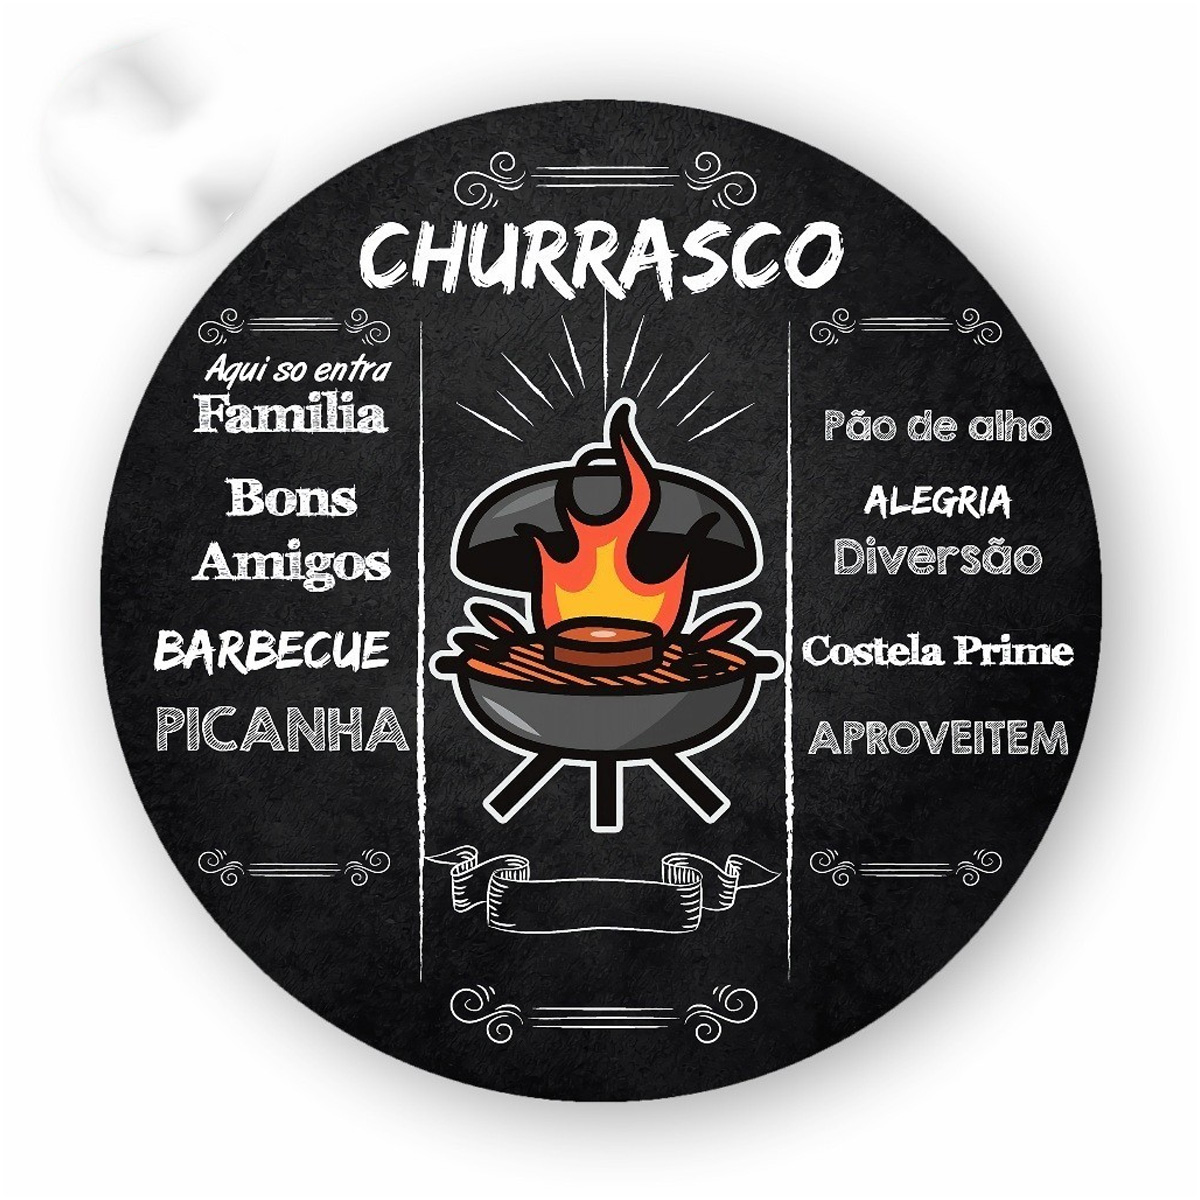 CHURRASCO
Aqui so entra
Familia
Bons
Amigos
BARBECUE
PICANHA
Pão de alho
ALEGRIA
Diversão
Costela Prime
APROVEITEM